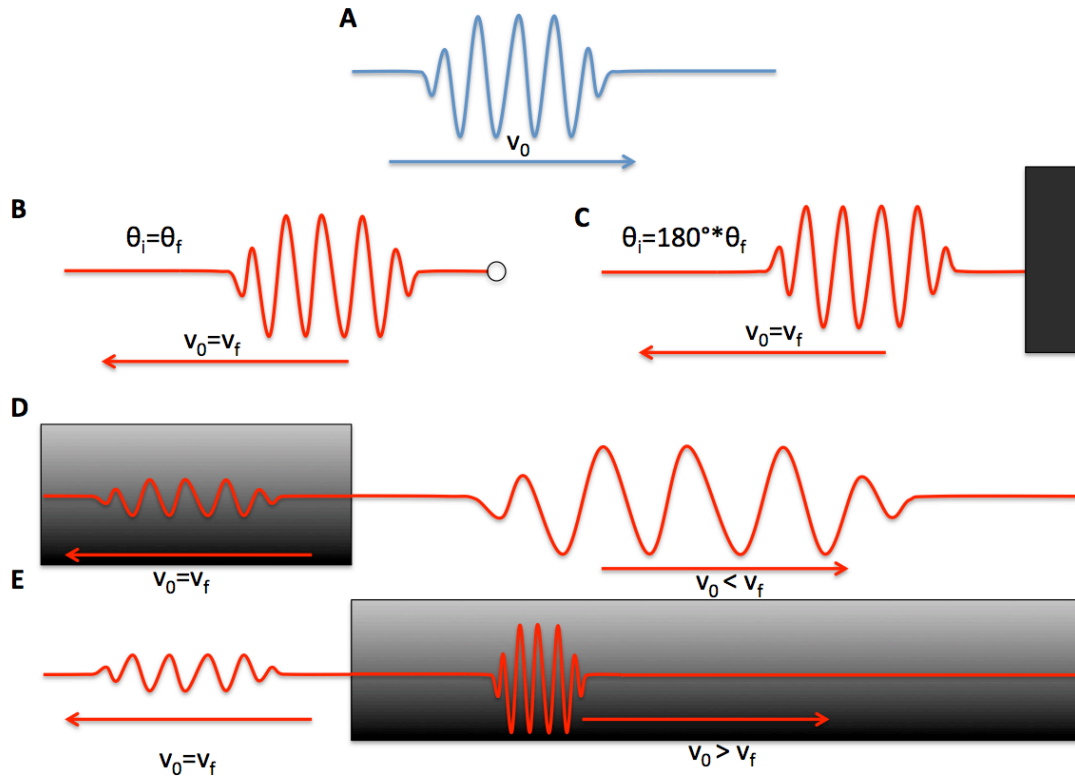 A
v₀
B
θᵢ=θf
v₀=vf
C
θᵢ=180°*θf
v₀=vf
D
v₀=vf
v₀ < vf
E
v₀=vf
v₀ > vf